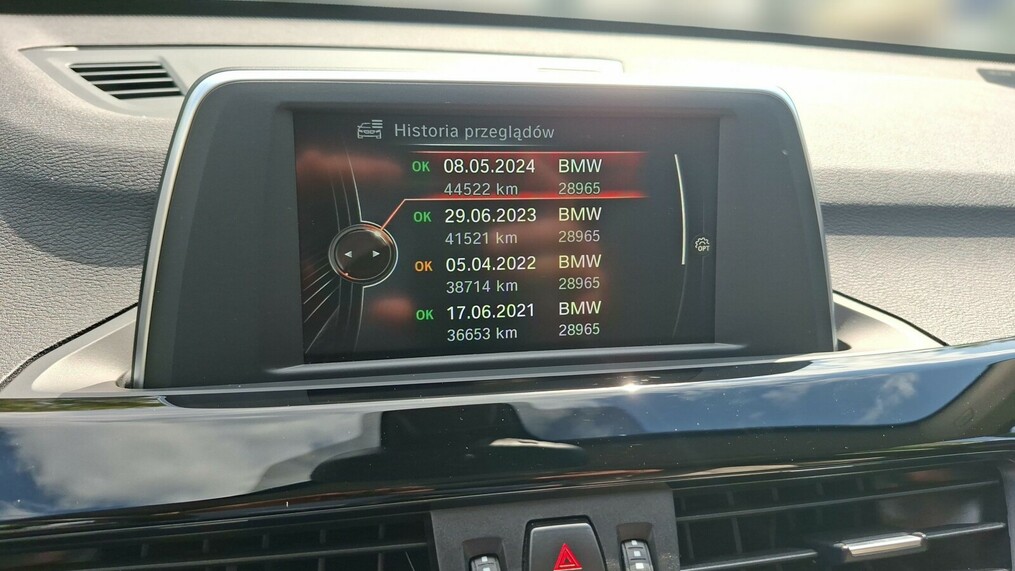 Historia przeglądów
OK 08.05.2024 BMW
44522 km 28965
OK 29.06.2023 BMW
41521 km 28965
OK 05.04.2022 BMW
38714 km 28965
OK 17.06.2021 BMW
36653 km 28965
OPT